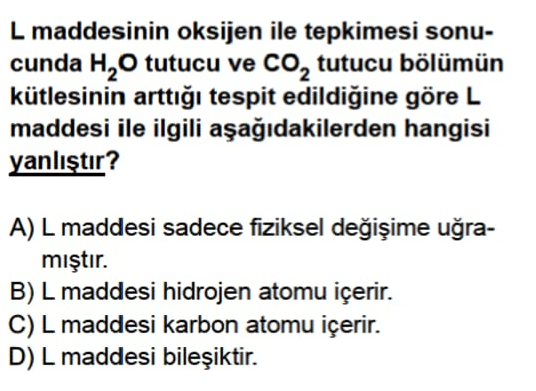 L maddesinin oksijen ile tepkimesi sonu-
cunda H₂O tutucu ve CO₂ tutucu bölümün
kütlesinin arttığı tespit edildiğine göre L
maddesi ile ilgili aşağıdakilerden hangisi
yanlıştır?
A) L maddesi sadece fiziksel değişime uğra-
mıştır.
B) L maddesi hidrojen atomu içerir.
C) L maddesi karbon atomu içerir.
D) L maddesi bileşiktir.